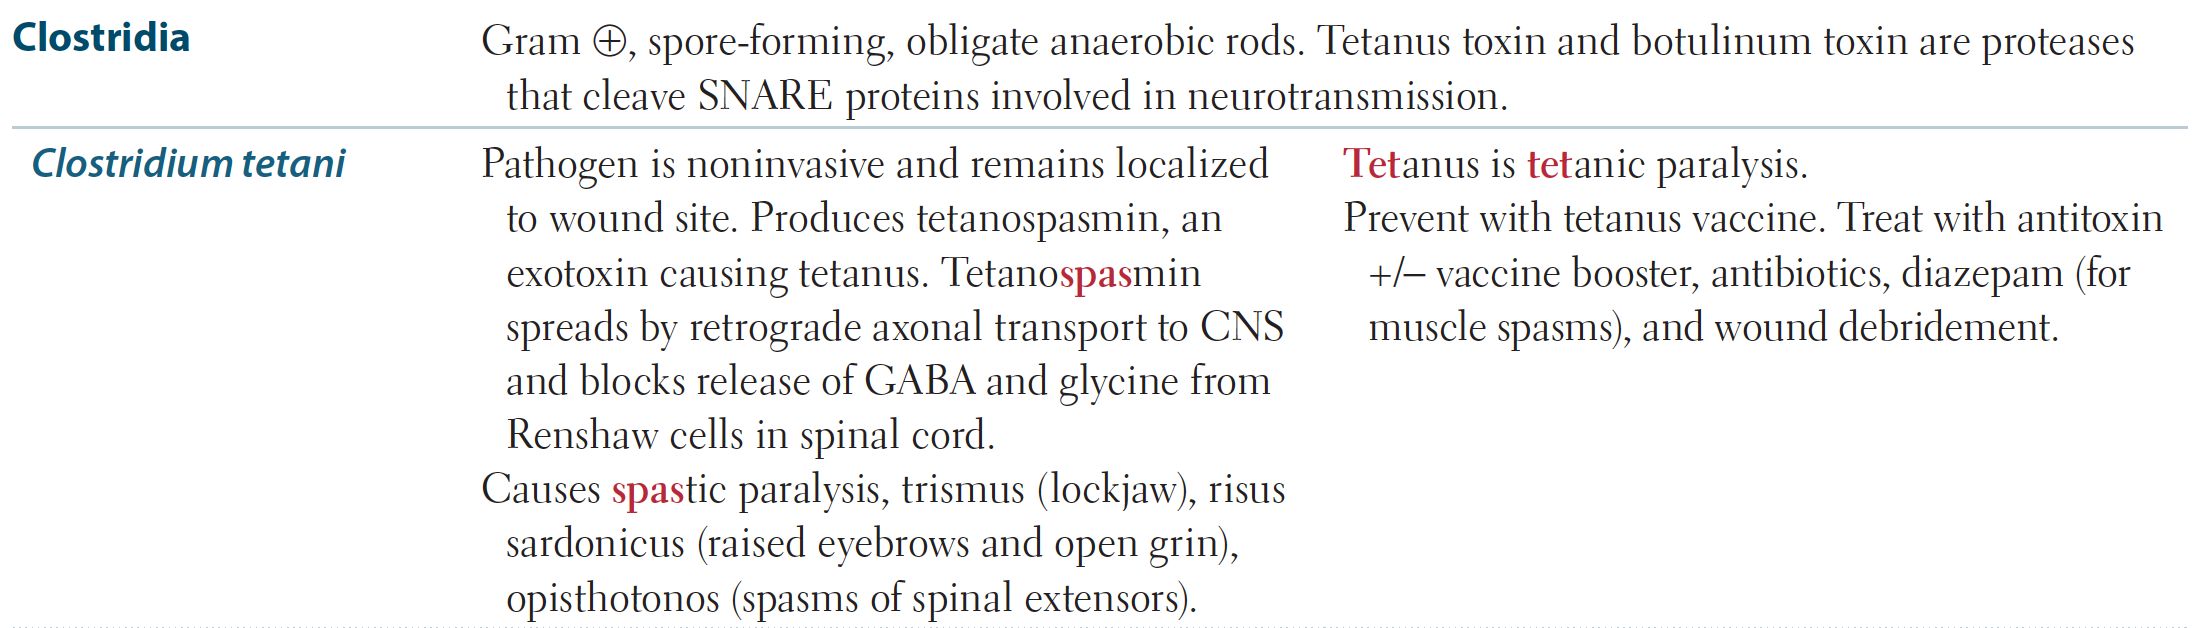 Clostridia
Gram ⊕, spore-forming, obligate anaerobic rods. Tetanus toxin and botulinum toxin are proteases
that cleave SNARE proteins involved in neurotransmission.
Clostridium tetani
Pathogen is noninvasive and remains localized
to wound site. Produces tetanospasmin, an
exotoxin causing tetanus. Tetanospasmin
spreads by retrograde axonal transport to CNS
and blocks release of GABA and glycine from
Renshaw cells in spinal cord.
Causes spastic paralysis, trismus (lockjaw), risus
sardonicus (raised eyebrows and open grin),
opisthotonos (spasms of spinal extensors).
Tetanus is tetanic paralysis.
Prevent with tetanus vaccine. Treat with antitoxin
+/− vaccine booster, antibiotics, diazepam (for
muscle spasms), and wound debridement.